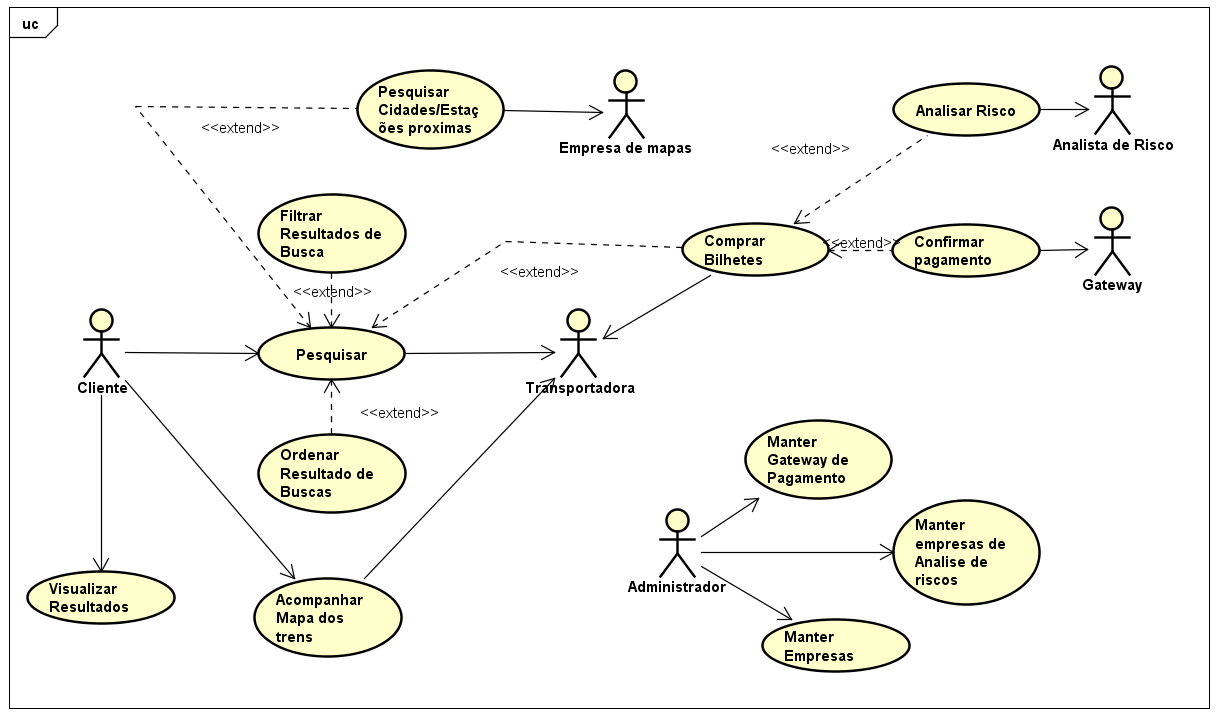 uc
Pesquisar
Cidades/Estaç
ões proximas
<<extend>>
Empresa de mapas
Analisar Risco
Analista de Risco
<<extend>>
Filtrar
Resultados de
Busca
<<extend>>
Comprar
Bilhetes
<<extend>>
Confirmar
pagamento
Gateway
<<extend>>
Cliente
Pesquisar
Transportadora
<<extend>>
Ordenar
Resultado de
Buscas
Manter
Gateway de
Pagamento
Administrador
Manter
empresas de
Analise de
riscos
Visualizar
Resultados
Acompanhar
Mapa dos
trens
Manter
Empresas